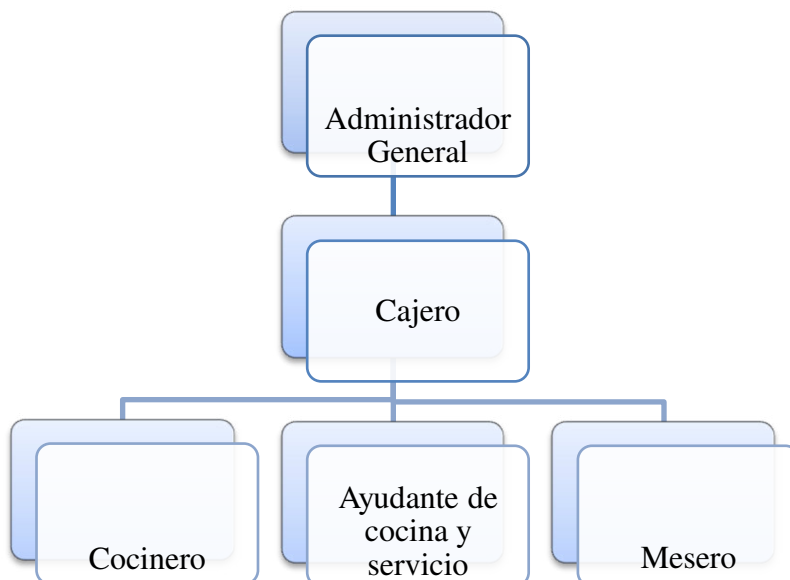 Administrador
General
Cajero
Cocinero
Ayudante de
cocina y
servicio
Mesero